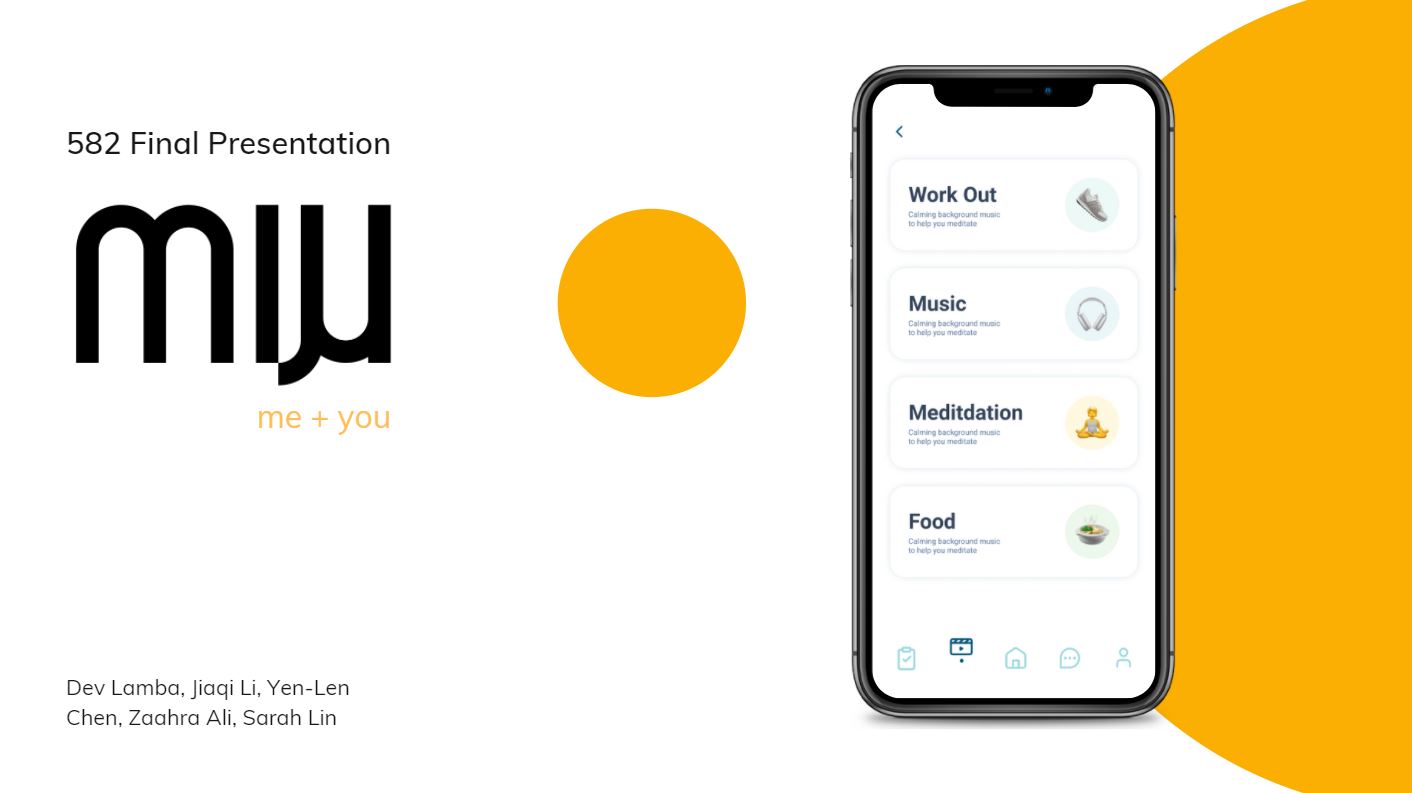 582 Final Presentation
miu
me + you
Dev Lamba, Jiaqi Li, Yen-Len
Chen, Zaahra Ali, Sarah Lin
Work Out
Calming background music
to help you meditate
Music
Calming background music
to help you meditate
Meditdation
Calming background music
to help you meditate
Food
Calming background music
to help you meditate